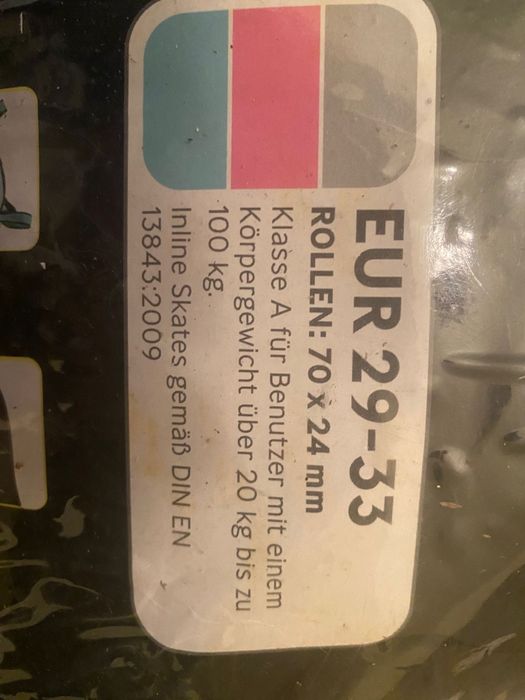 EUR 29-33
ROLLEN: 70 x 24 mm
Klasse A für Benutzer mit einem
Körpergewicht über 20 kg bis zu
100 kg.
Inline Skates gemäß DIN EN
13843:2009